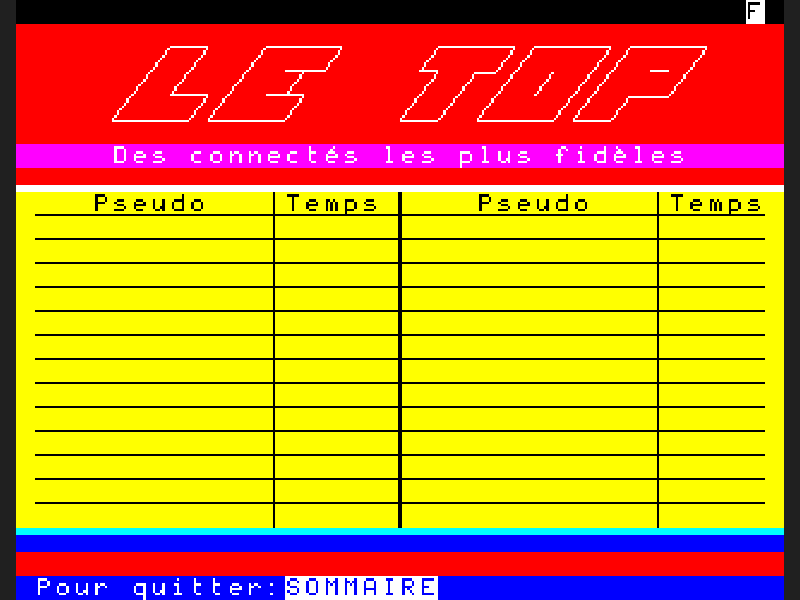 F
LE TOP
Des connectés les plus fidèles
Pseudo Temps Pseudo Temps
Pour quitter: SOMMAIRE